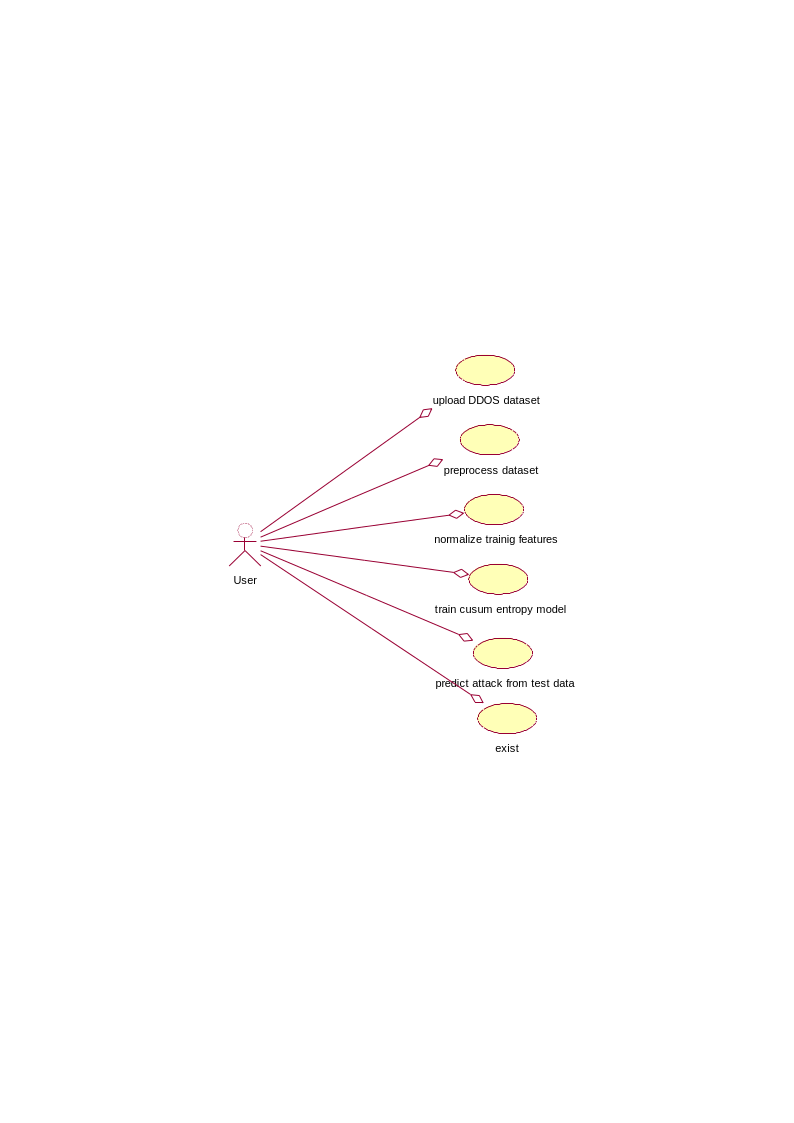 upload DDOS dataset
preprocess dataset
normalize trainig features
User
train cusum entropy model
predict attack from test data
exist